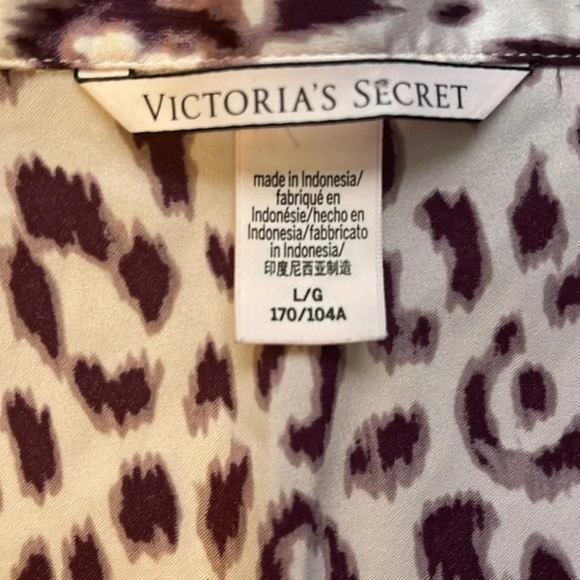 VICTORIA'S SECRET
made in Indonesia/
fabriqué en
Indonésie/hecho en
Indonesia/fabbricato
in Indonesia/
印度尼西亚制造
L/G
170/104A